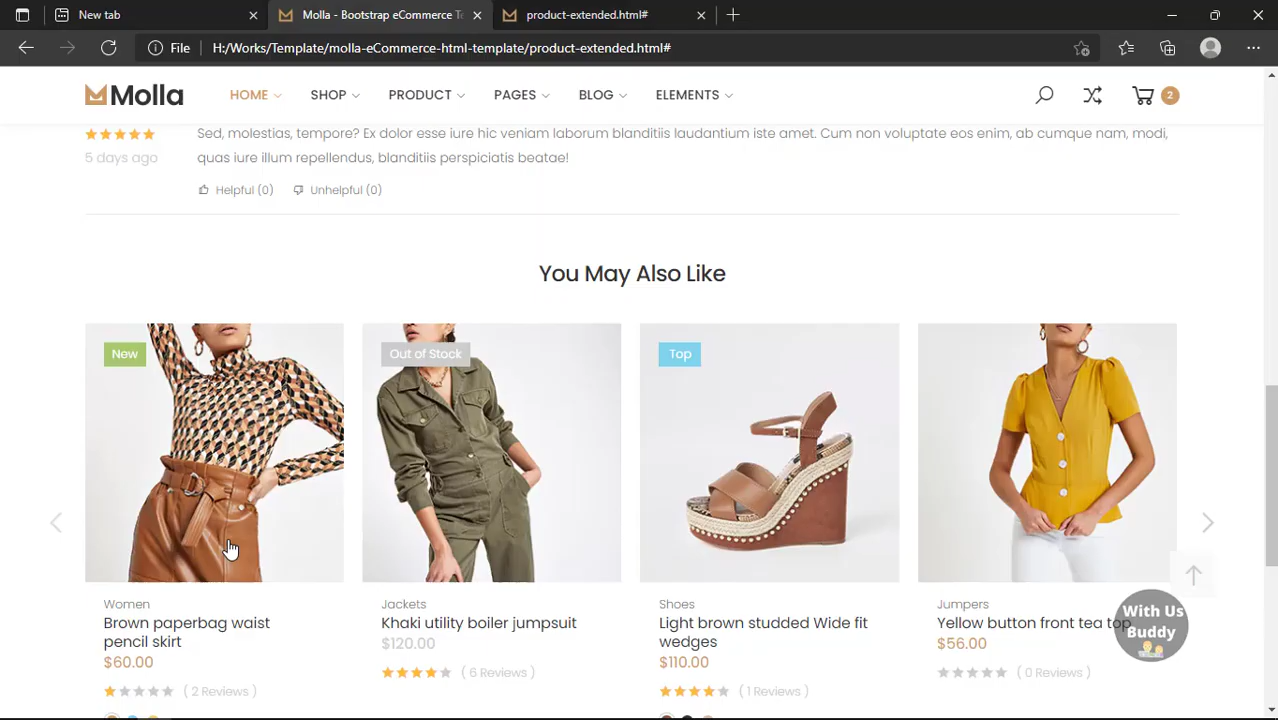 New tab
Molla - Bootstrap eCommerce Te
product-extended.html#
File
H:/Works/Template/molla-eCommerce-html-template/product-extended.html#
Molla
HOME
SHOP
PRODUCT
PAGES
BLOG
ELEMENTS
2
Sed, molestias, tempore? Ex dolor esse iure hic veniam laborum blanditiis laudantium iste amet. Cum non voluptate eos enim, ab cumque nam, modi,
5 days ago
quas iure illum repellendus, blanditiis perspiciatis beatae!
Helpful (0)
Unhelpful (0)
You May Also Like
New
Out of Stock
Top
Women
Brown paperbag waist
pencil skirt
$60.00
( 2 Reviews )
Jackets
Khaki utility boiler jumpsuit
$120.00
( 6 Reviews )
Shoes
Light brown studded Wide fit
wedges
$110.00
( 1 Reviews )
Jumpers
Yellow button front tea top
$56.00
( 0 Reviews )
With Us
Buddy